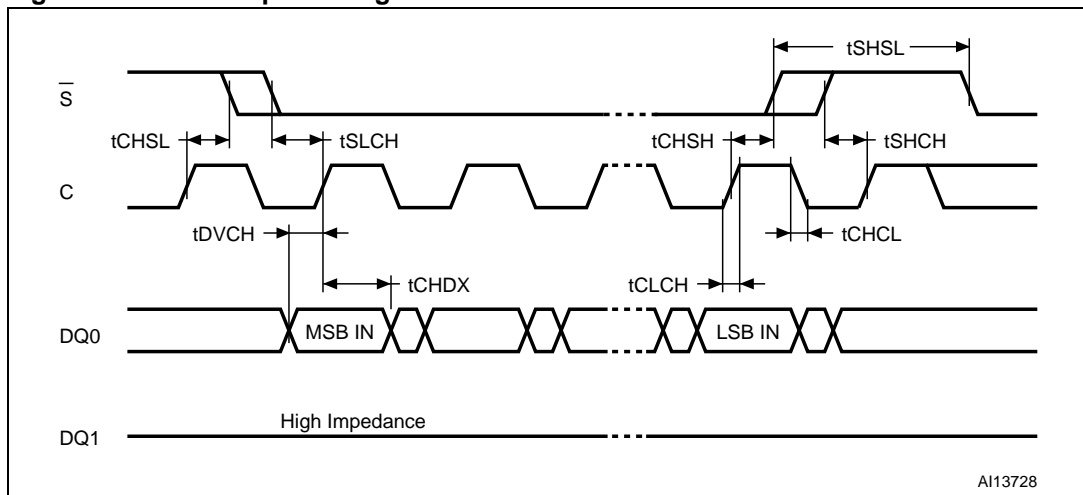 tSHSL
S
tCHSL
tSLCH
tCHSH
tSHCH
C
tDVCH
tCHCL
tCHDX
tCLCH
DQ0
MSB IN
LSB IN
High Impedance
DQ1
AI13728